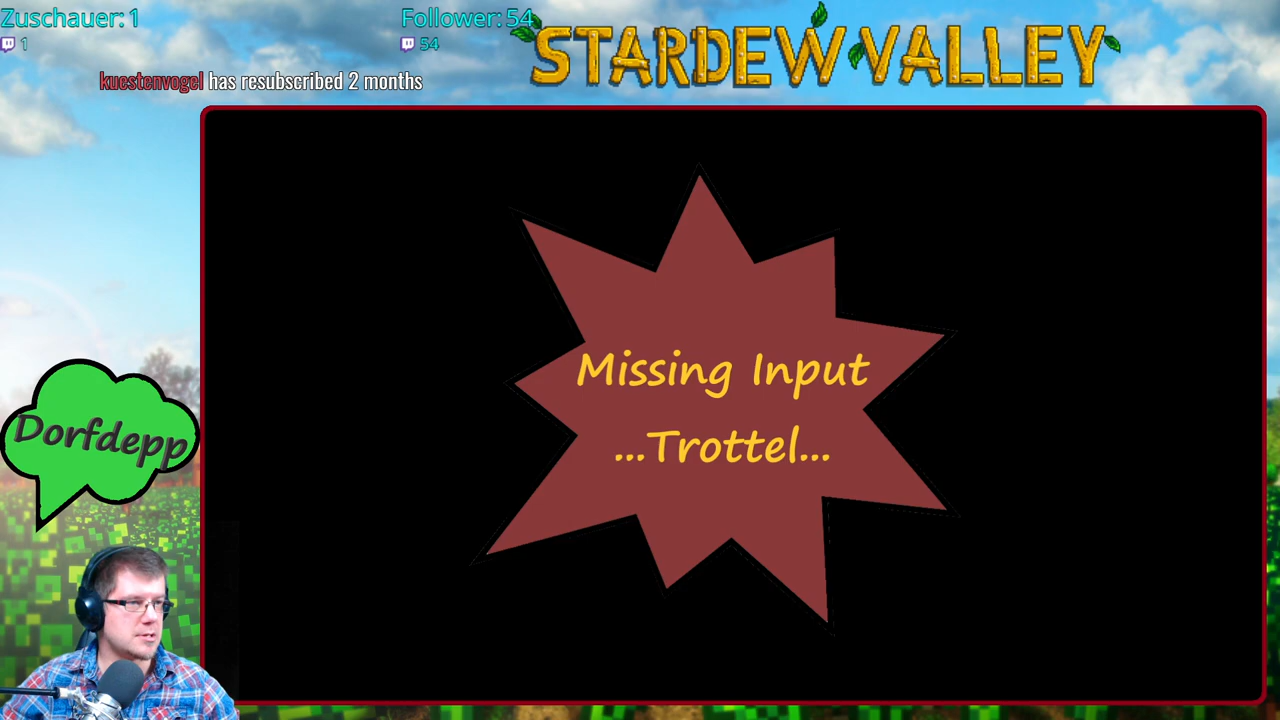 Zuschauer: 1
1
Follower: 54
54
STARDEW VALLEY
kuestenvogel has resubscribed 2 months
Missing Input
...Trottel...
Dorfdepp